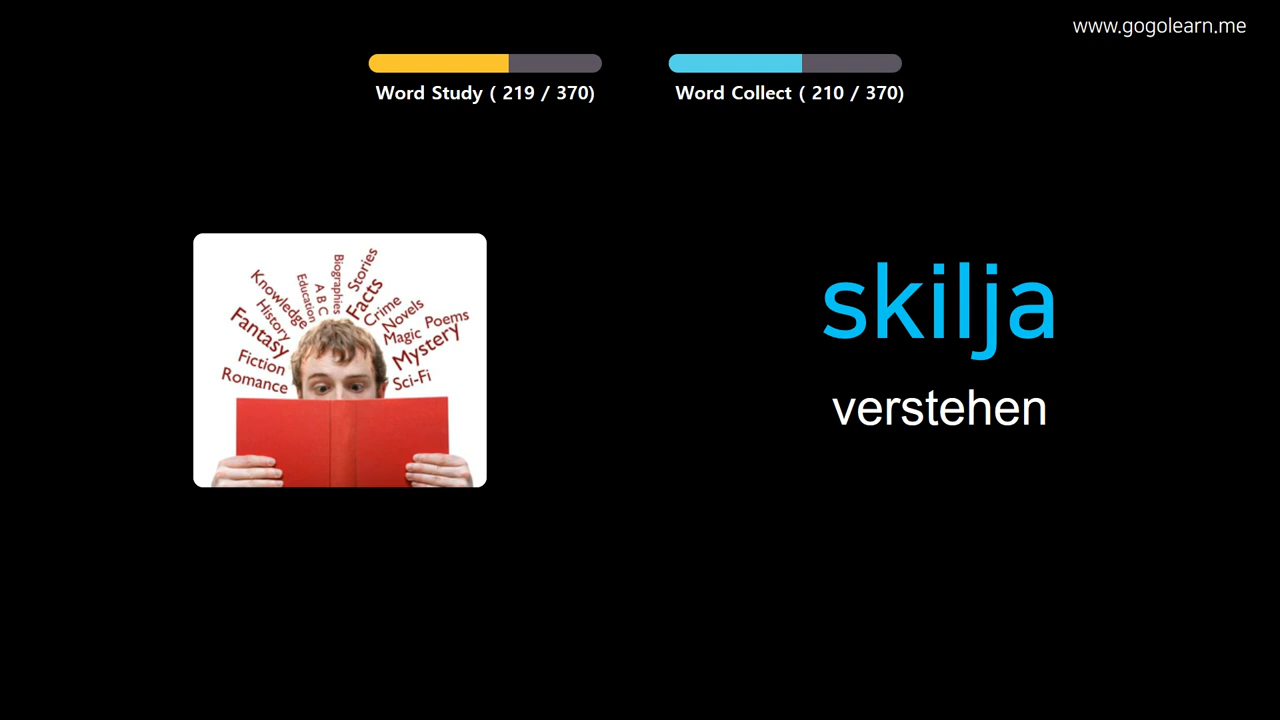 www.gogolearn.me
Word Study ( 219 / 370)
Word Collect ( 210 / 370)
Knowledge
History
Fantasy
Fiction
Romance
Education
A B C
Biographies
Stories
Facts
Crime
Novels
Magic
Poems
Mystery
Sci-Fi
skilja
verstehen